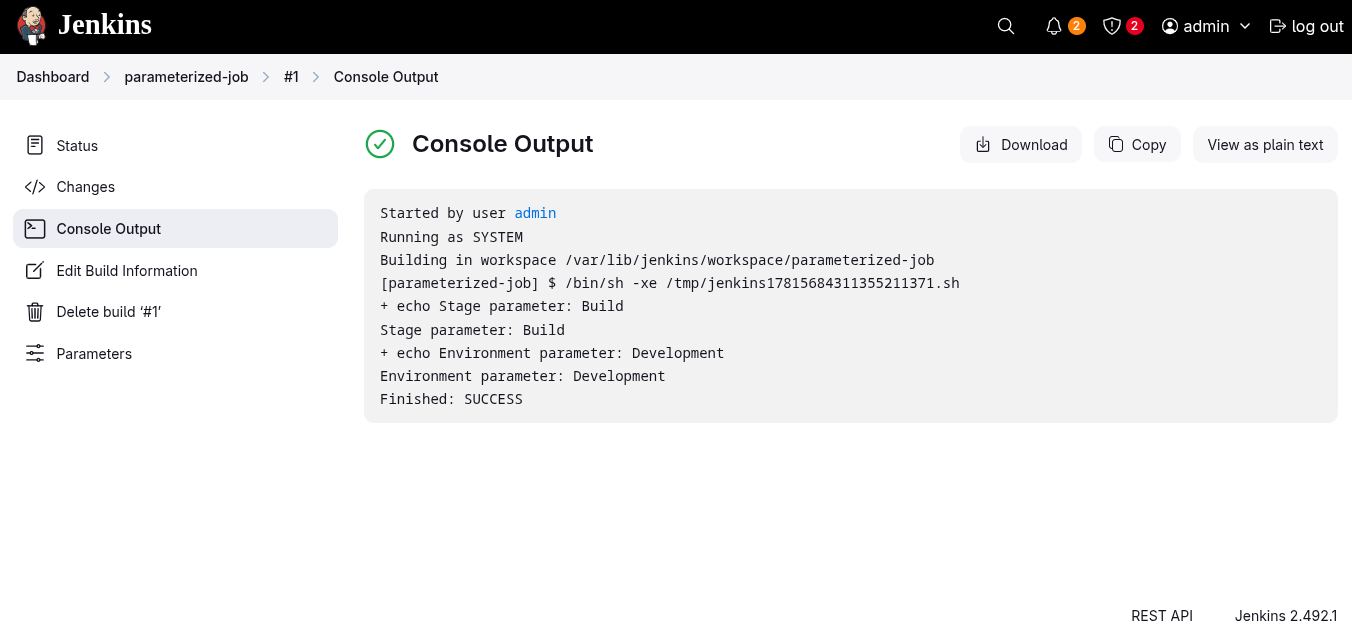 Jenkins
2
2
admin
log out
Dashboard
parameterized-job
#1
Console Output
Status
Changes
Console Output
Edit Build Information
Delete build ‘#1’
Parameters
Console Output
Download
Copy
View as plain text
Started by user admin
Running as SYSTEM
Building in workspace /var/lib/jenkins/workspace/parameterized-job
[parameterized-job] $ /bin/sh -xe /tmp/jenkins17815684311355211371.sh
+ echo Stage parameter: Build
Stage parameter: Build
+ echo Environment parameter: Development
Environment parameter: Development
Finished: SUCCESS
REST API
Jenkins 2.492.1